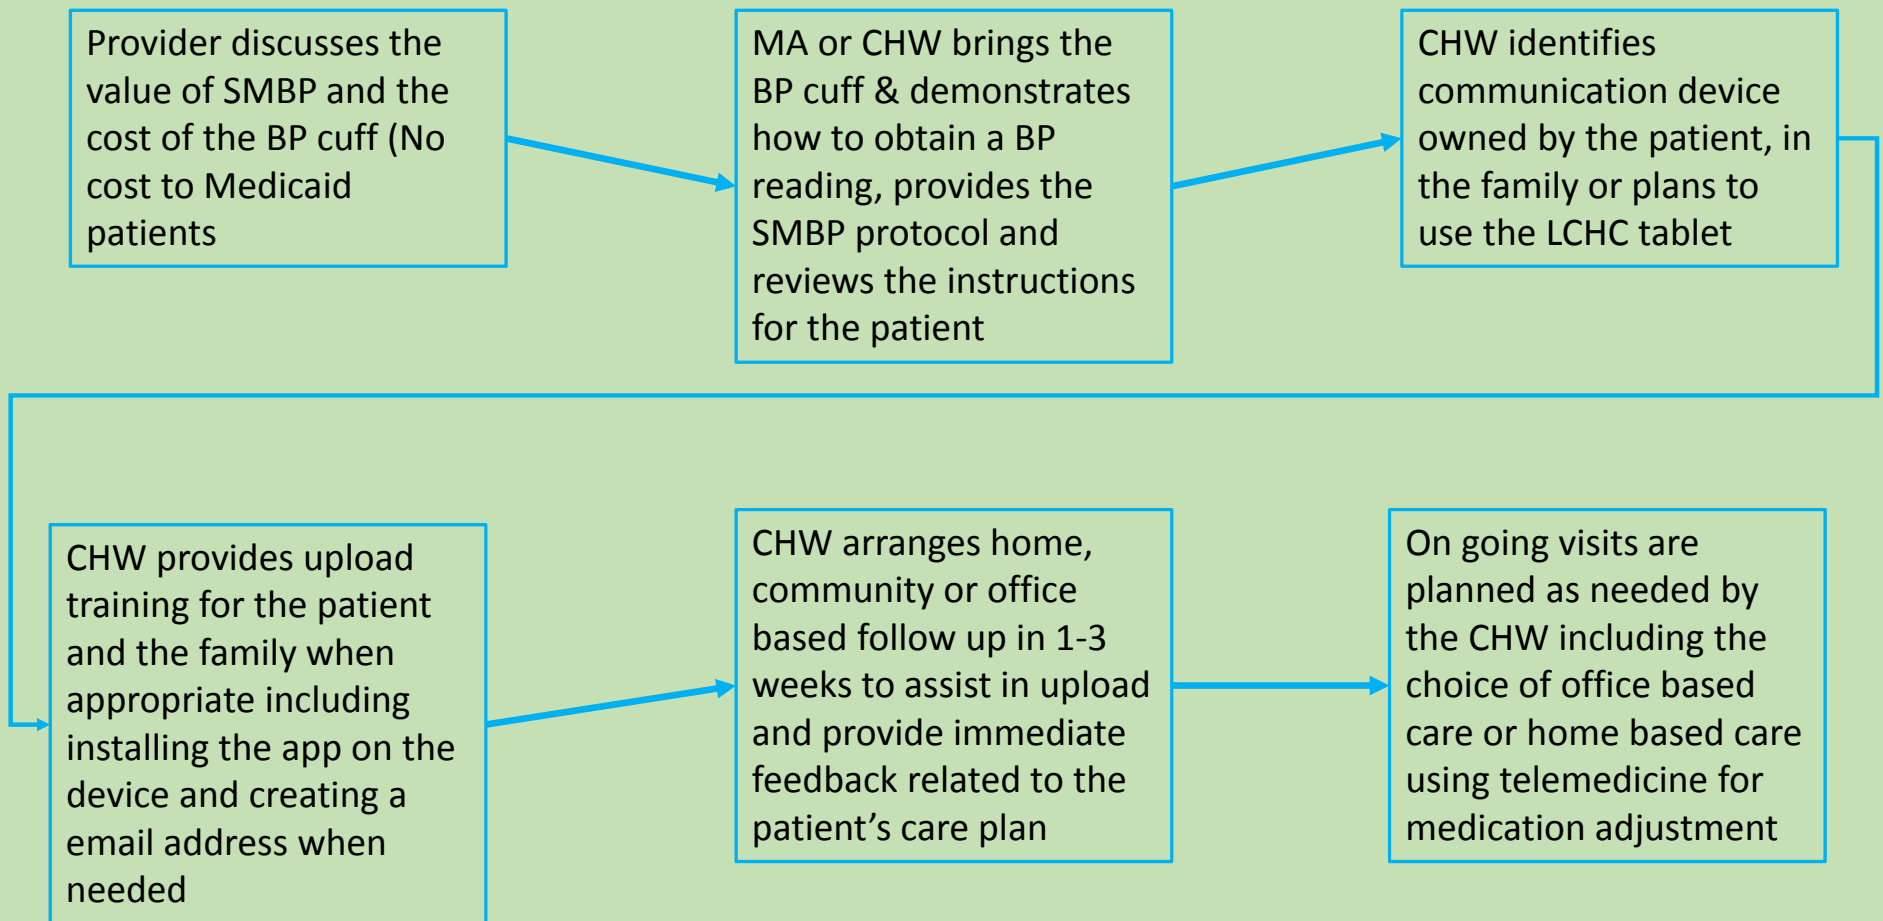 Provider discusses the
value of SMBP and the
cost of the BP cuff (No
cost to Medicaid
patients
MA or CHW brings the
BP cuff & demonstrates
how to obtain a BP
reading, provides the
SMBP protocol and
reviews the instructions
for the patient
CHW identifies
communication device
owned by the patient, in
the family or plans to
use the LCHC tablet
CHW provides upload
training for the patient
and the family when
appropriate including
installing the app on the
device and creating a
email address when
needed
CHW arranges home,
community or office
based follow up in 1-3
weeks to assist in upload
and provide immediate
feedback related to the
patient’s care plan
On going visits are
planned as needed by
the CHW including the
choice of office based
care or home based care
using telemedicine for
medication adjustment